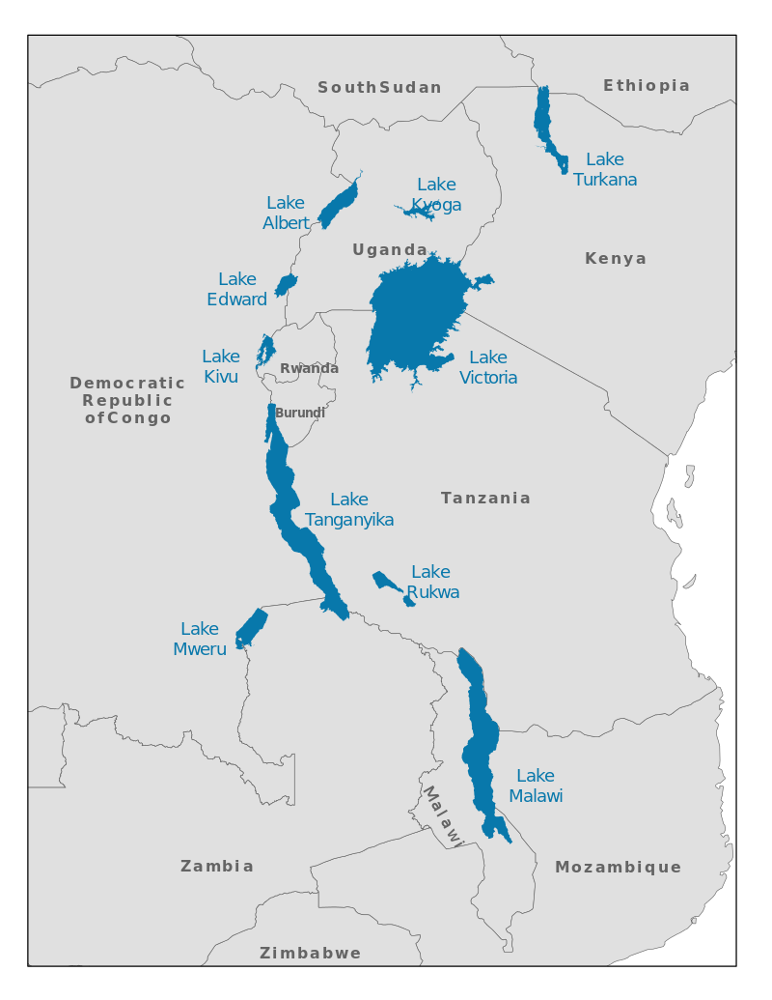 SouthSudan
Ethiopia
Lake
Turkana
Lake
Kyoga
Lake
Albert
Uganda
Kenya
Lake
Edward
Lake
Kivu
Rwanda
Lake
Victoria
Democratic
Republic
ofCongo
Burundi
Lake
Tanganyika
Tanzania
Lake
Rukwa
Lake
Mweru
Lake
Malawi
Malawi
Zambia
Mozambique
Zimbabwe